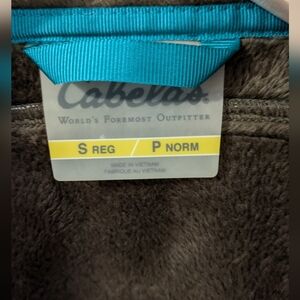 Cabela's.
World's Foremost Outfitter
S REG / P NORM
MADE IN VIETNAM
FABRIQUÉ AU VIETNAM